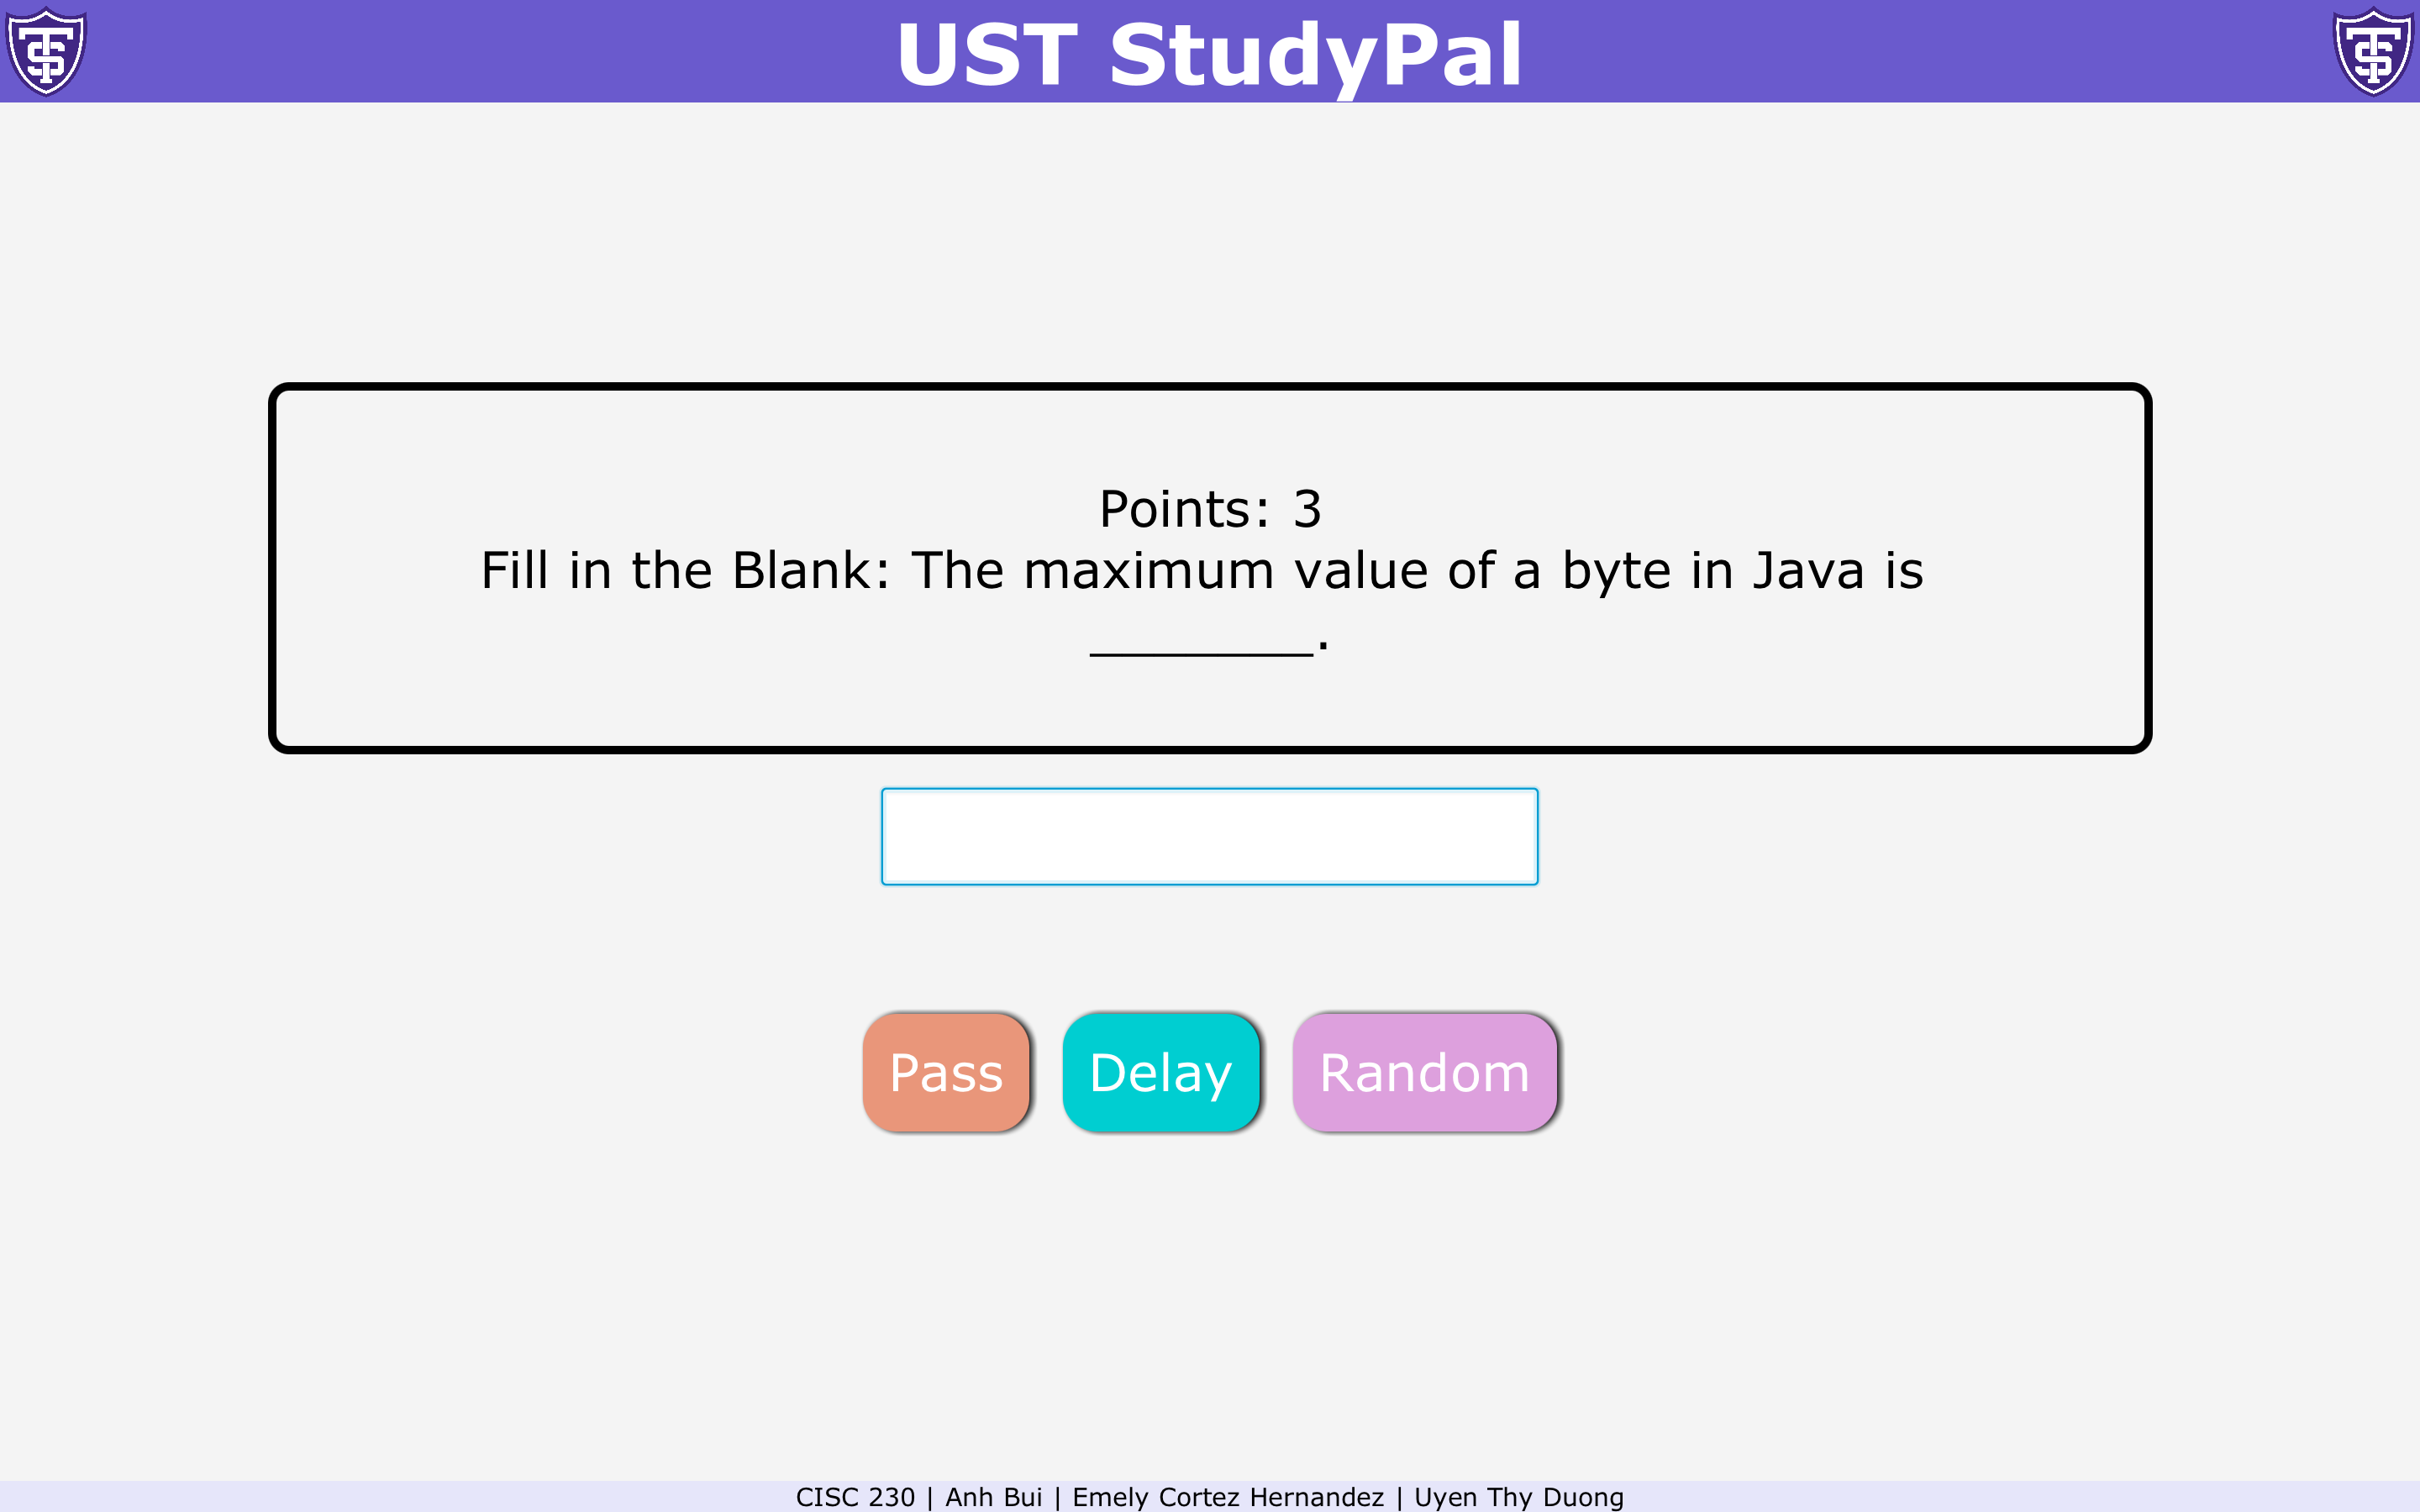 UST StudyPal
Points: 3
Fill in the Blank: The maximum value of a byte in Java is
________.
Pass
Delay
Random
CISC 230 | Anh Bui | Emely Cortez Hernandez | Uyen Thy Duong